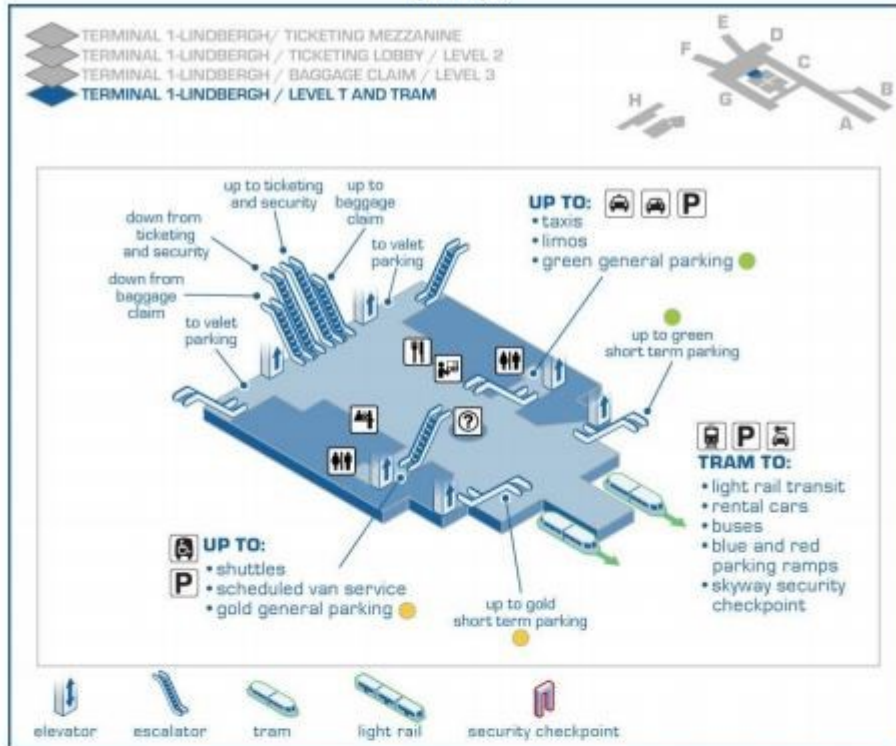 TERMINAL 1-LINDBERGH/ TICKETING MEZZANINE
TERMINAL 1-LINDBERGH / TICKETING LOBBY / LEVEL 2
TERMINAL 1-LINDBERGH / BAGGAGE CLAIM / LEVEL 3
TERMINAL 1-LINDBERGH / LEVEL T AND TRAM
E
D
F
C
B
H
G
A
up to ticketing
and security
up to
baggage
claim
down from
ticketing
and security
to valet
parking
down from
baggage
claim
to valet
parking
UP TO:
P
• taxis
• limos
• green general parking
up to green
short term parking
?
P
TRAM TO:
• light rail transit
• rental cars
• buses
• blue and red
parking ramps
• skyway security
checkpoint
UP TO:
P
• shuttles
• scheduled van service
• gold general parking
up to gold
short term parking
elevator
escalator
tram
light rail
security checkpoint